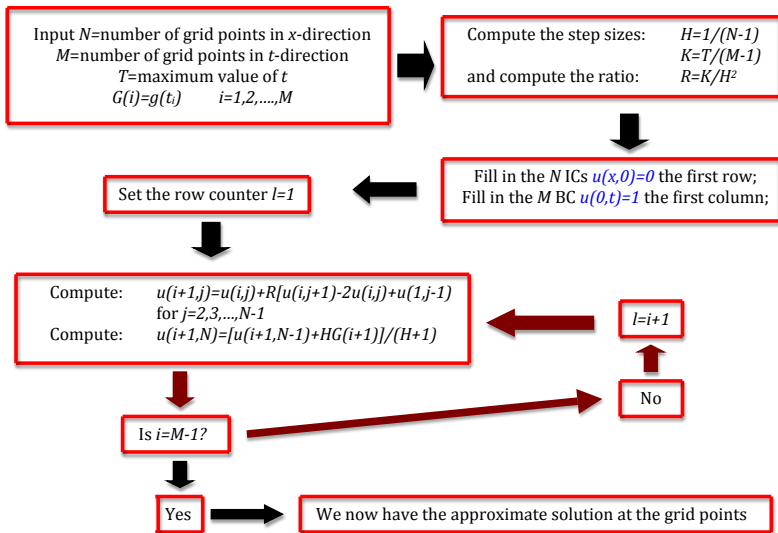 Input N=number of grid points in x-direction
M=number of grid points in t-direction
T=maximum value of t
G(i)=g(tᵢ) i=1,2,....,M
Compute the step sizes: H=1/(N-1)
K=T/(M-1)
and compute the ratio: R=K/H²
Fill in the N ICs u(x,0)=0 the first row;
Fill in the M BC u(0,t)=1 the first column;
Set the row counter l=1
Compute: u(i+1,j)=u(i,j)+R[u(i,j+1)-2u(i,j)+u(1,j-1)
for j=2,3,...,N-1
Compute: u(i+1,N)=[u(i+1,N-1)+HG(i+1)]/(H+1)
l=i+1
No
Is i=M-1?
Yes
We now have the approximate solution at the grid points